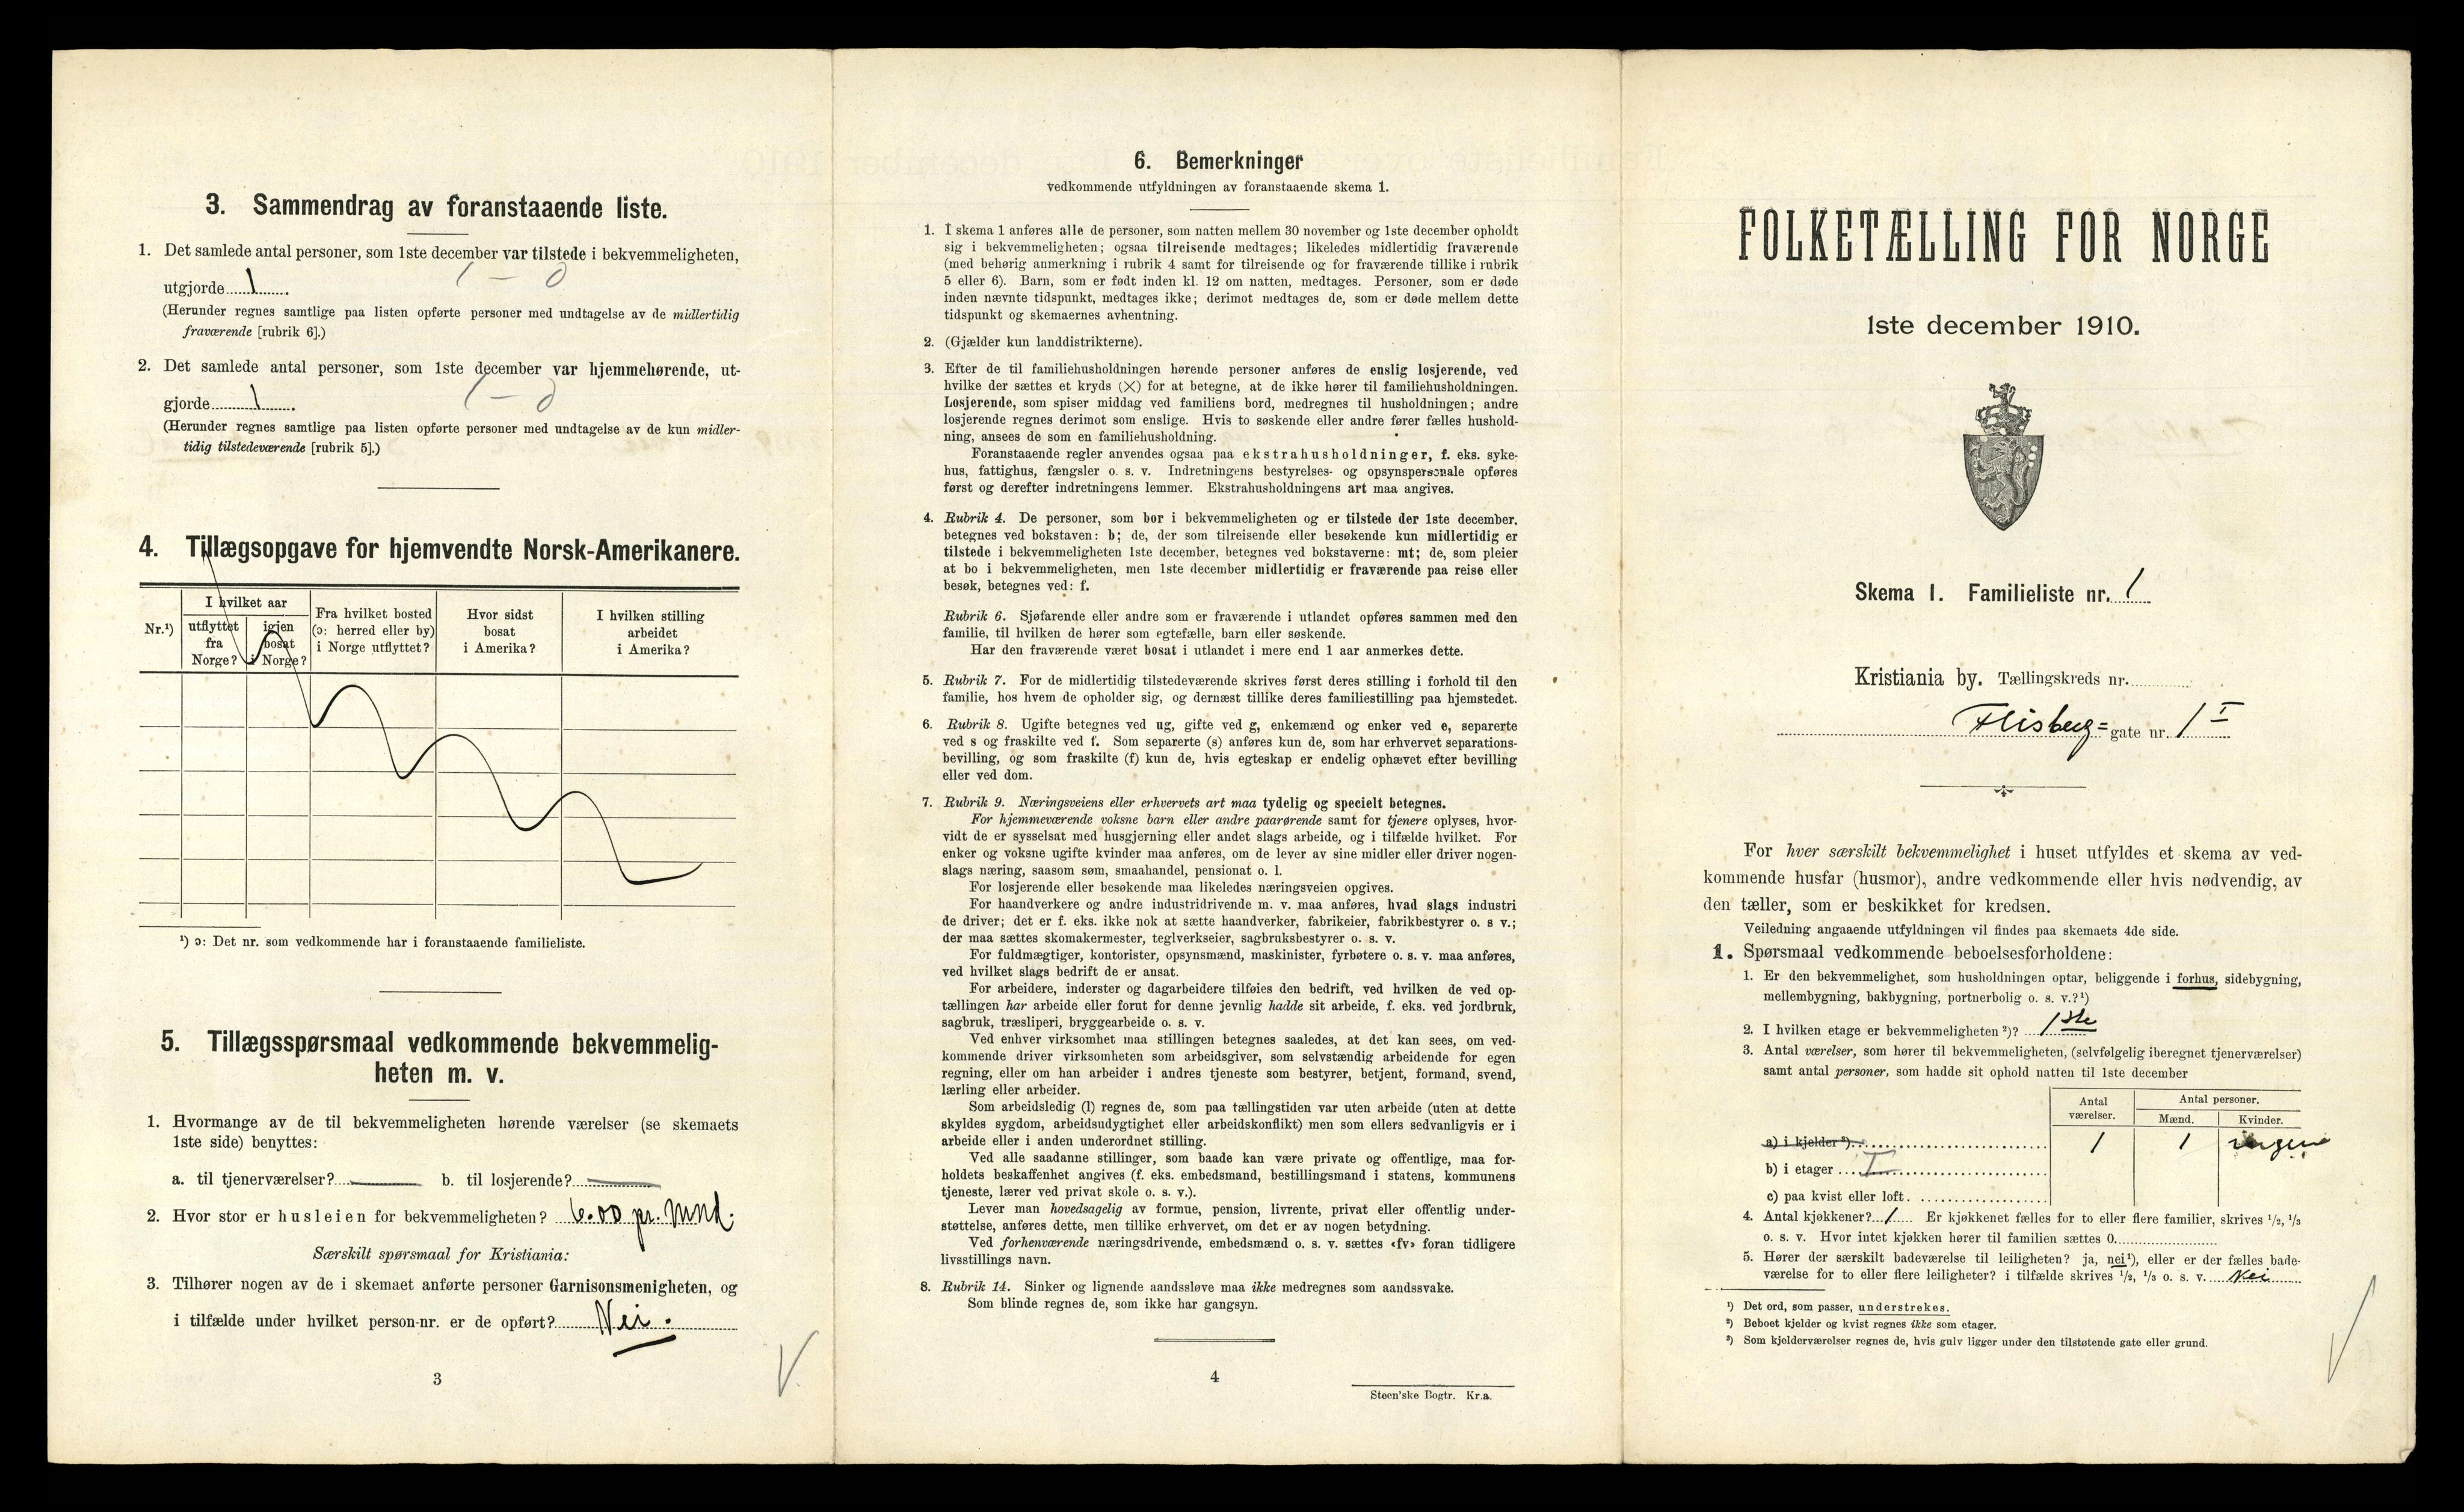 3. Sammendrag av foranstaaende liste.
1. Det samlede antal personer, som 1ste december var tilstede i bekvemmeligheten,
utgjorde 1 1 – 0
(Herunder regnes samtlige paa listen opførte personer med undtagelse av de midlertidig
fraværende [rubrik 6].)
2. Det samlede antal personer, som 1ste december var hjemmehørende, ut-
gjorde 1 1 – 0
(Herunder regnes samtlige paa listen opførte personer med undtagelse av de kun midler-
tidig tilstedeværende [rubrik 5].)
4. Tillægsopgave for hjemvendte Norsk-Amerikanere.
Nr.¹)
I hvilket aar
utflyttet
fra
Norge?
igjen
bosat
i Norge?
Fra hvilket bosted
(ɔ: herred eller by)
i Norge utflyttet?
Hvor sidst
bosat
i Amerika?
I hvilken stilling
arbeidet
i Amerika?
¹) ɔ: Det nr. som vedkommende har i foranstaaende familieliste.
5. Tillægsspørsmaal vedkommende bekvemmelig-
heten m. v.
1. Hvormange av de til bekvemmeligheten hørende værelser (se skemaets
1ste side) benyttes:
a. til tjenerværelser? — b. til losjerende? —
2. Hvor stor er husleien for bekvemmeligheten? 6.00 pr. Mnd.
Særskilt spørsmaal for Kristiania:
3. Tilhører nogen av de i skemaet anførte personer Garnisonsmenigheten, og
i tilfælde under hvilket person-nr. er de opført? Nei.
3
6. Bemerkninger
vedkommende utfyldningen av foranstaaende skema 1.
1. I skema 1 anføres alle de personer, som natten mellem 30 november og 1ste december opholdt
sig i bekvemmeligheten; ogsaa tilreisende medtages; likeledes midlertidig fraværende
(med behørig anmerkning i rubrik 4 samt for tilreisende og for fraværende tillike i rubrik
5 eller 6). Barn, som er født inden kl. 12 om natten, medtages. Personer, som er døde
inden nævnte tidspunkt, medtages ikke; derimot medtages de, som er døde mellem dette
tidspunkt og skemaernes avhentning.
2. (Gjælder kun landdistrikterne).
3. Efter de til familiehusholdningen hørende personer anføres de enslig losjerende, ved
hvilke der sættes et kryds (×) for at betegne, at de ikke hører til familiehusholdningen.
Losjerende, som spiser middag ved familiens bord, medregnes til husholdningen; andre
losjerende regnes derimot som enslige. Hvis to søskende eller andre fører fælles hushold-
ning, ansees de som en familiehusholdning.
Foranstaaende regler anvendes ogsaa paa ekstrahusholdninger, f. eks. syke-
hus, fattighus, fængsler o. s. v. Indretningens bestyrelses- og opsynspersonale opføres
først og derefter indretningens lemmer. Ekstrahusholdningens art maa angives.
4. Rubrik 4. De personer, som bor i bekvemmeligheten og er tilstede der 1ste december,
betegnes ved bokstaven: b; de, der som tilreisende eller besøkende kun midlertidig er
tilstede i bekvemmeligheten 1ste december, betegnes ved bokstaverne: mt; de, som pleier
at bo i bekvemmeligheten, men 1ste december midlertidig er fraværende paa reise eller
besøk, betegnes ved: f.
Rubrik 6. Sjøfarende eller andre som er fraværende i utlandet opføres sammen med den
familie, til hvilken de hører som egtefælle, barn eller søskende.
Har den fraværende været bosat i utlandet i mere end 1 aar anmerkes dette.
5. Rubrik 7. For de midlertidig tilstedeværende skrives først deres stilling i forhold til den
familie, hos hvem de opholder sig, og dernæst tillike deres familiestilling paa hjemstedet.
6. Rubrik 8. Ugifte betegnes ved ug, gifte ved g, enkemænd og enker ved e, separerte
ved s og fraskilte ved f. Som separerte (s) anføres kun de, som har erhvervet separations-
bevilling, og som fraskilte (f) kun de, hvis egteskap er endelig ophævet efter bevilling
eller ved dom.
7. Rubrik 9. Næringsveiens eller erhvervets art maa tydelig og specielt betegnes.
For hjemmeværende voksne barn eller andre paarørende samt for tjenere oplyses, hvor-
vidt de er sysselsat med husgjerning eller andet slags arbeide, og i tilfælde hvilket. For
enker og voksne ugifte kvinder maa anføres, om de lever av sine midler eller driver nogen-
slags næring, saasom søm, smaahandel, pensionat o. l.
For losjerende eller besøkende maa likeledes næringsveien opgives.
For haandverkere og andre industridrivende m. v. maa anføres, hvad slags industri
de driver; det er f. eks. ikke nok at sætte haandverker, fabrikeier, fabrikbestyrer o. s v.;
der maa sættes skomakermester, teglverkseier, sagbruksbestyrer o. s. v.
For fuldmægtiger, kontorister, opsynsmænd, maskinister, fyrbøtere o. s. v. maa anføres,
ved hvilket slags bedrift de er ansat.
For arbeidere, inderster og dagarbeidere tilføies den bedrift, ved hvilken de ved op-
tællingen har arbeide eller forut for denne jevnlig hadde sit arbeide, f. eks. ved jordbruk,
sagbruk, træsliperi, bryggearbeide o. s. v.
Ved enhver virksomhet maa stillingen betegnes saaledes, at det kan sees, om ved-
kommende driver virksomheten som arbeidsgiver, som selvstændig arbeidende for egen
regning, eller om han arbeider i andres tjeneste som bestyrer, betjent, formand, svend,
lærling eller arbeider.
Som arbeidsledig (l) regnes de, som paa tællingstiden var uten arbeide (uten at dette
skyldes sygdom, arbeidsudygtighet eller arbeidskonflikt) men som ellers sedvanligvis er i
arbeide eller i anden underordnet stilling.
Ved alle saadanne stillinger, som baade kan være private og offentlige, maa for-
holdets beskaffenhet angives (f. eks. embedsmand, bestillingsmand i statens, kommunens
tjeneste, lærer ved privat skole o. s. v.).
Lever man hovedsagelig av formue, pension, livrente, privat eller offentlig under-
støttelse, anføres dette, men tillike erhvervet, om det er av nogen betydning.
Ved forhenværende næringsdrivende, embedsmænd o. s. v. sættes «fv» foran tidligere
livsstillings navn.
8. Rubrik 14. Sinker og lignende aandssløve maa ikke medregnes som aandssvake.
Som blinde regnes de, som ikke har gangsyn.
4
Steen'ske Bogtr. Kr.a.
FOLKETÆLLING FOR NORGE
1ste december 1910.
Skema 1. Familieliste nr. 1
Kristiania by. Tællingskreds nr.
Flisberg= gate nr. 1 I
For hver særskilt bekvemmelighet i huset utfyldes et skema av ved-
kommende husfar (husmor), andre vedkommende eller hvis nødvendig, av
den tæller, som er beskikket for kredsen.
Veiledning angaaende utfyldningen vil findes paa skemaets 4de side.
1. Spørsmaal vedkommende beboelsesforholdene:
1. Er den bekvemmelighet, som husholdningen optar, beliggende i forhus, sidebygning,
mellembygning, bakbygning, portnerbolig o. s. v.?¹)
2. I hvilken etage er bekvemmeligheten²)? 1ste
3. Antal værelser, som hører til bekvemmeligheten, (selvfølgelig iberegnet tjenerværelser)
samt antal personer, som hadde sit ophold natten til 1ste december
Antal
værelser.
Antal personer.
Mænd. Kvinder.
a) i kjelder³) 1 1 ingen
b) i etager I
c) paa kvist eller loft.
4. Antal kjøkkener? 1 Er kjøkkenet fælles for to eller flere familier, skrives ½, ⅓
o. s. v. Hvor intet kjøkken hører til familien sættes 0.
5. Hører der særskilt badeværelse til leiligheten? ja, nei¹), eller er der fælles bade-
værelse for to eller flere leiligheter? i tilfælde skrives ½, ⅓ o. s. v. Nei
¹) Det ord, som passer, understrekes.
²) Beboet kjelder og kvist regnes ikke som etager.
³) Som kjelderværelser regnes de, hvis gulv ligger under den tilstøtende gate eller grund.